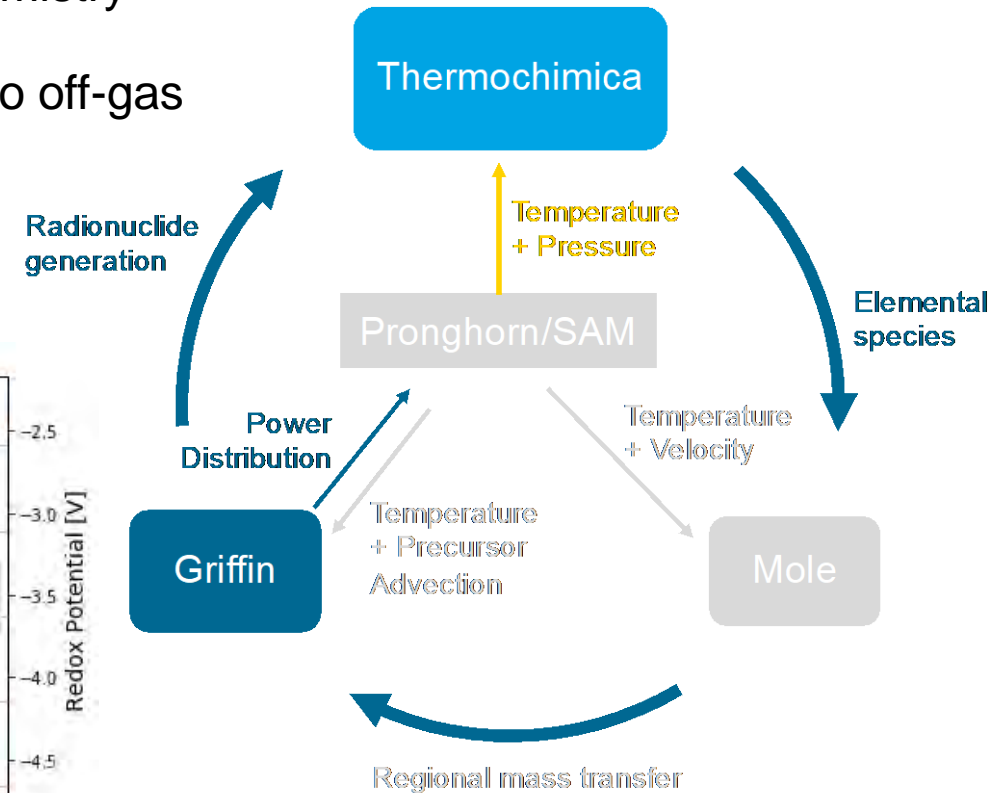 mistry
o off-gas
Thermochimica
Radionuclide
generation
Temperature
+ Pressure
Elemental
species
Pronghorn/SAM
Power
Distribution
Temperature
+ Velocity
Temperature
+ Precursor
Advection
Griffin
Mole
Regional mass transfer
−2.5
−3.0
−3.5
−4.0
−4.5
Redox Potential [V]